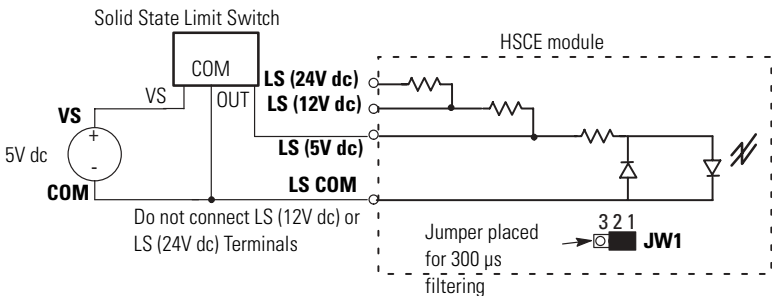 Solid State Limit Switch
HSCE module
COM
LS (24V dc)
VS
OUT
LS (12V dc)
VS
+
5V dc
LS (5V dc)
-
COM
LS COM
Do not connect LS (12V dc) or
LS (24V dc) Terminals
Jumper placed
for 300 µs
filtering
3 2 1
JW1